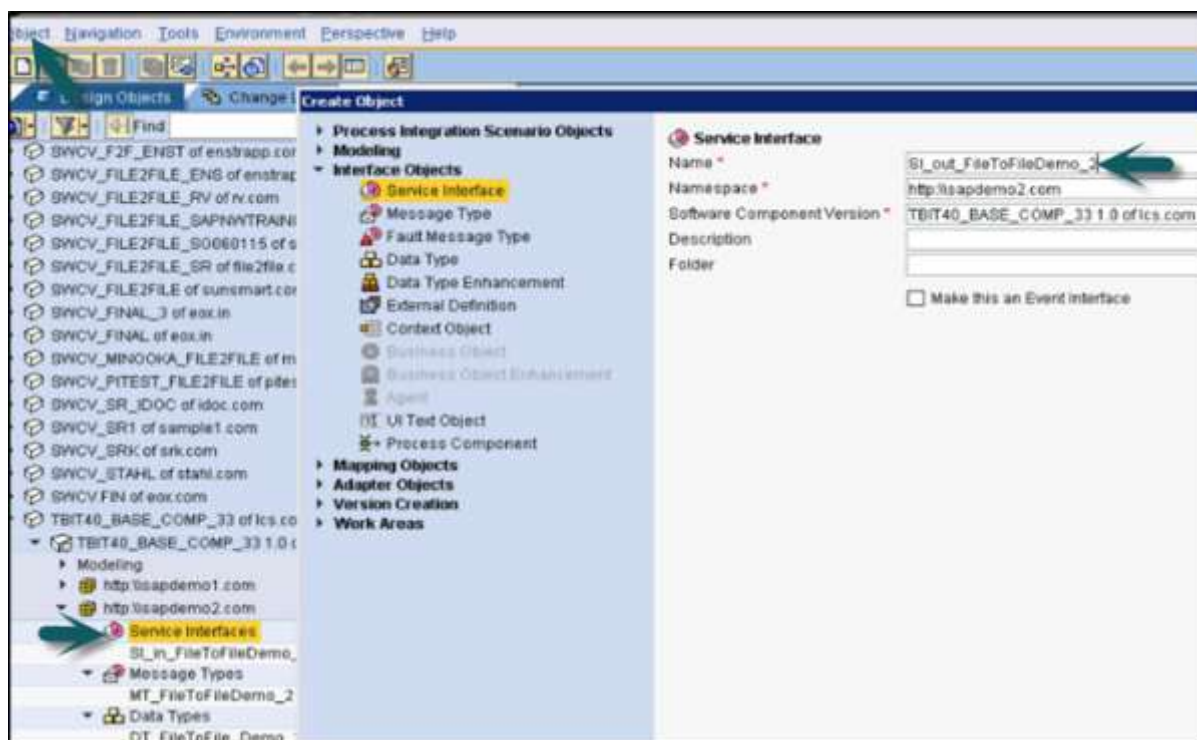 Object Navigation Tools Environment Perspective Help
Design Objects
Change
Find
SWCV_F2F_ENST of enstrapp.cor
SWCV_FILE2FILE_ENS of enstrap
SWCV_FILE2FILE_RV of rv.com
SWCV_FILE2FILE_SAPNWTRAINI
SWCV_FILE2FILE_SO060115 of s
SWCV_FILE2FILE_SR of file2file.c
SWCV_FILE2FILE of sunsmart.cor
SWCV_FINAL_3 of eox.in
SWCV_FINAL of eox.in
SWCV_MINOOKA_FILE2FILE of m
SWCV_PITEST_FILE2FILE of pites
SWCV_SR_IDOC of idoc.com
SWCV_SR1 of sample1.com
SWCV_SRK of srk.com
SWCV_STAHL of stahl.com
SWCV FIN of eox.com
TBIT40_BASE_COMP_33 of lcs.co
TBIT40_BASE_COMP_33 1.0 c
Modeling
http:\\sapdemo1.com
http:\\sapdemo2.com
Service Interfaces
SI_in_FileToFileDemo_
Message Types
MT_FileToFileDemo_2
Data Types
DT_FileToFile_Demo_
Create Object
Process Integration Scenario Objects
Modeling
Interface Objects
Service Interface
Message Type
Fault Message Type
Data Type
Data Type Enhancement
External Definition
Context Object
Business Object
Business Object Enhancement
Agent
UI Text Object
Process Component
Mapping Objects
Adapter Objects
Version Creation
Work Areas
Service Interface
Name * SI_out_FileToFileDemo_2
Namespace * http:\\sapdemo2.com
Software Component Version * TBIT40_BASE_COMP_33 1.0 of lcs.com
Description
Folder
Make this an Event Interface